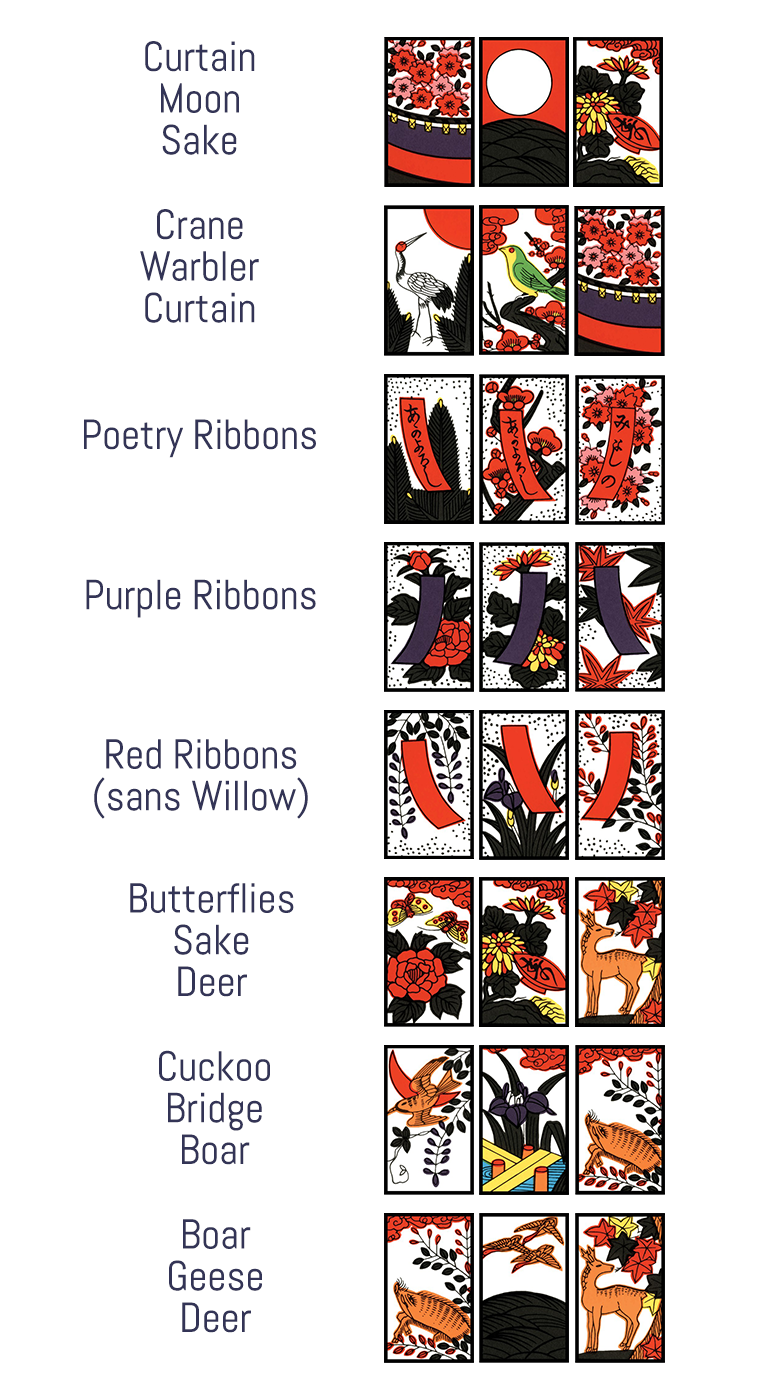 Curtain
Moon
Sake
Crane
Warbler
Curtain
Poetry Ribbons
あのよろし
あのよろし
みよしの
Purple Ribbons
Red Ribbons
(sans Willow)
Butterflies
Sake
Deer
Cuckoo
Bridge
Boar
Boar
Geese
Deer